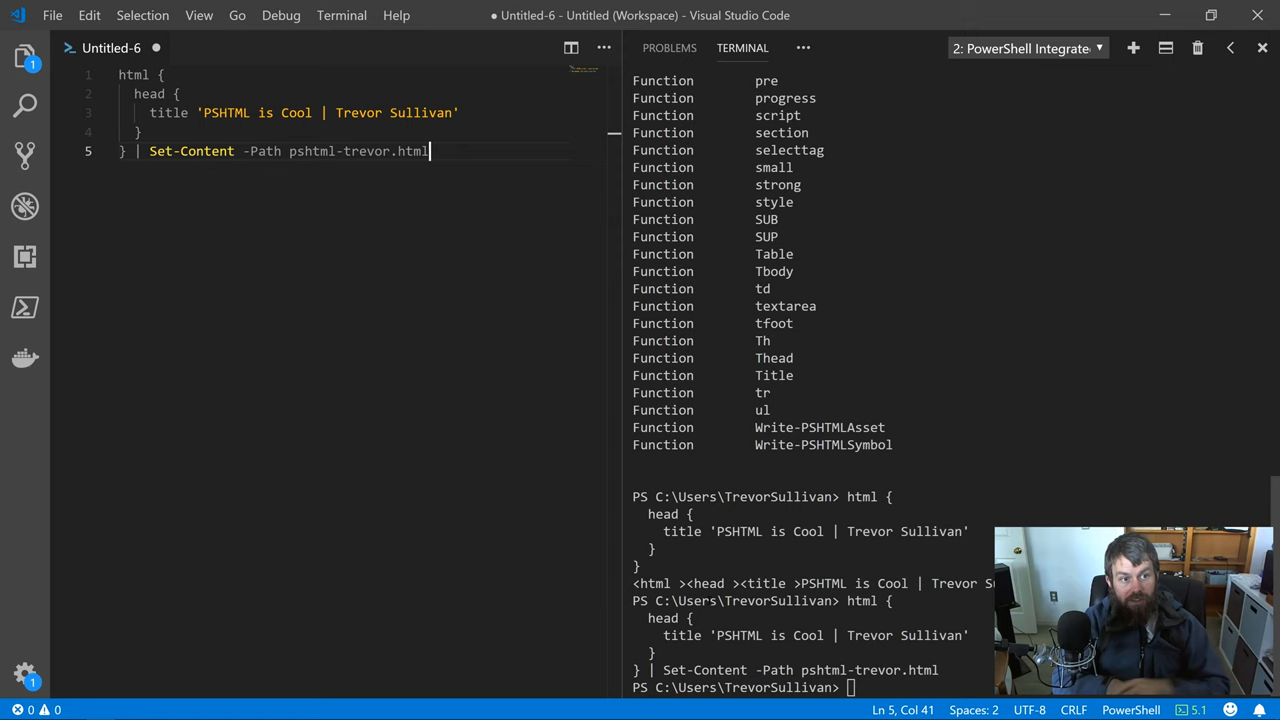 File Edit Selection View Go Debug Terminal Help
● Untitled-6 - Untitled (Workspace) - Visual Studio Code
Untitled-6 ●
1 html {
2 head {
3 title 'PSHTML is Cool | Trevor Sullivan'
4 }
5 } | Set-Content -Path pshtml-trevor.html
PROBLEMS TERMINAL ••• 2: PowerShell Integrate
Function pre
Function progress
Function script
Function section
Function selecttag
Function small
Function strong
Function style
Function SUB
Function SUP
Function Table
Function Tbody
Function td
Function textarea
Function tfoot
Function Th
Function Thead
Function Title
Function tr
Function ul
Function Write-PSHTMLAsset
Function Write-PSHTMLSymbol
PS C:\Users\TrevorSullivan> html {
head {
title 'PSHTML is Cool | Trevor Sullivan'
}
}
<html ><head ><title >PSHTML is Cool | Trevor S
PS C:\Users\TrevorSullivan> html {
head {
title 'PSHTML is Cool | Trevor Sullivan'
}
} | Set-Content -Path pshtml-trevor.html
PS C:\Users\TrevorSullivan>
1
1
0 0 Ln 5, Col 41 Spaces: 2 UTF-8 CRLF PowerShell 5.1